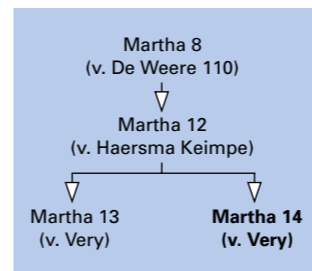 Martha 8
(v. De Weere 110)
Martha 12
(v. Haersma Keimpe)
Martha 13
(v. Very)
Martha 14
(v. Very)